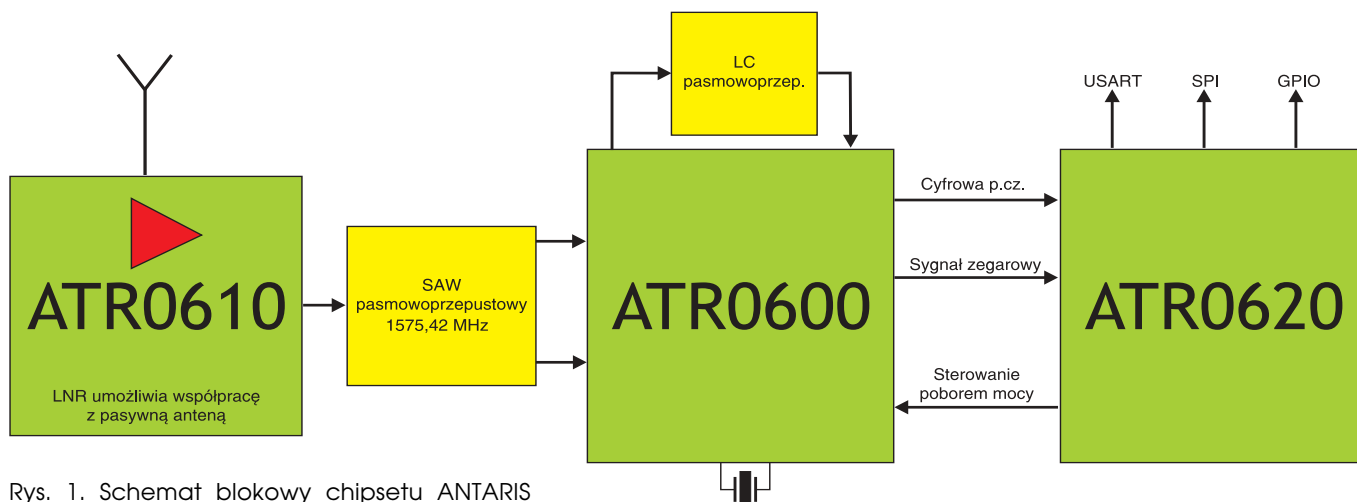 LC
pasmowoprzep.
USART
SPI
GPIO
ATR0610
LNR umożliwia współpracę
z pasywną anteną
SAW
pasmowoprzepustowy
1575,42 MHz
ATR0600
Cyfrowa p.cz.
Sygnał zegarowy
Sterowanie
poborem mocy
ATR0620
Rys. 1. Schemat blokowy chipsetu ANTARIS